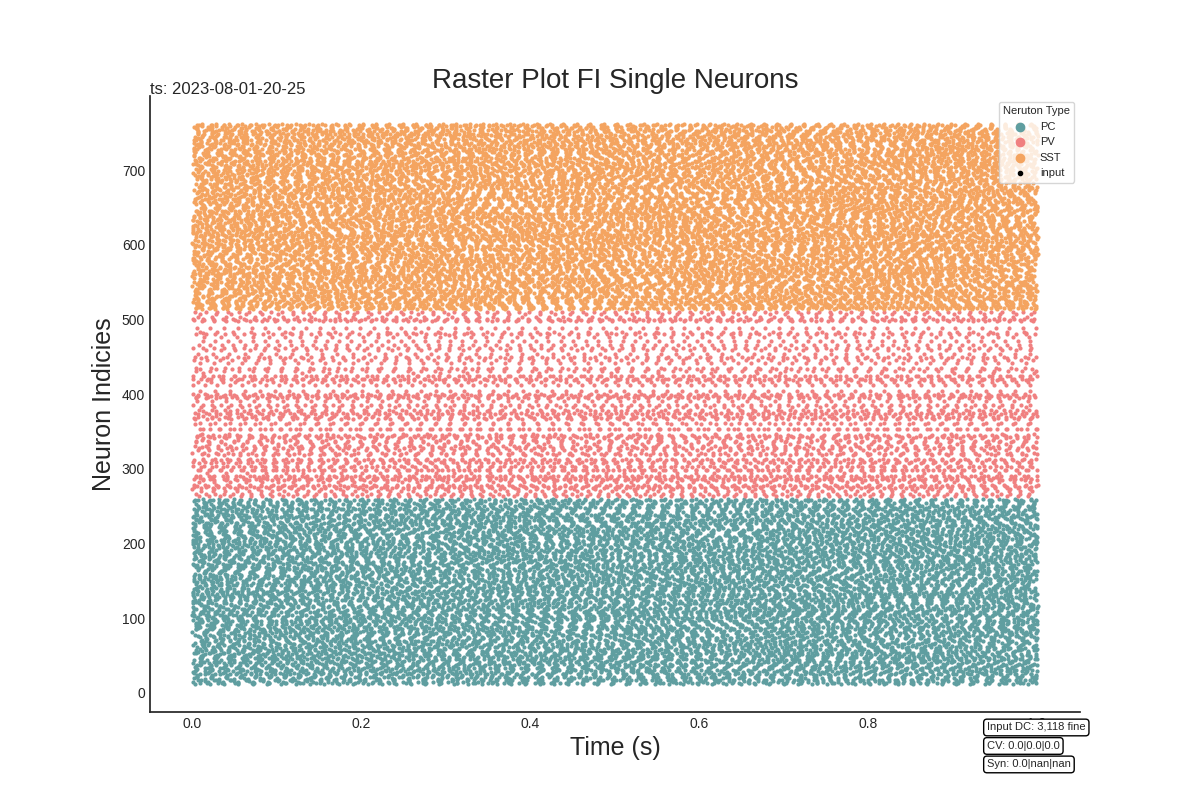 Raster Plot FI Single Neurons
ts: 2023-08-01-20-25
Neruton Type
PC
PV
SST
input
Neuron Indicies
700
600
500
400
300
200
100
0
0.0 0.2 0.4 0.6 0.8
Time (s)
Input DC: 3,118 fine
CV: 0.0|0.0|0.0
Syn: 0.0|nan|nan